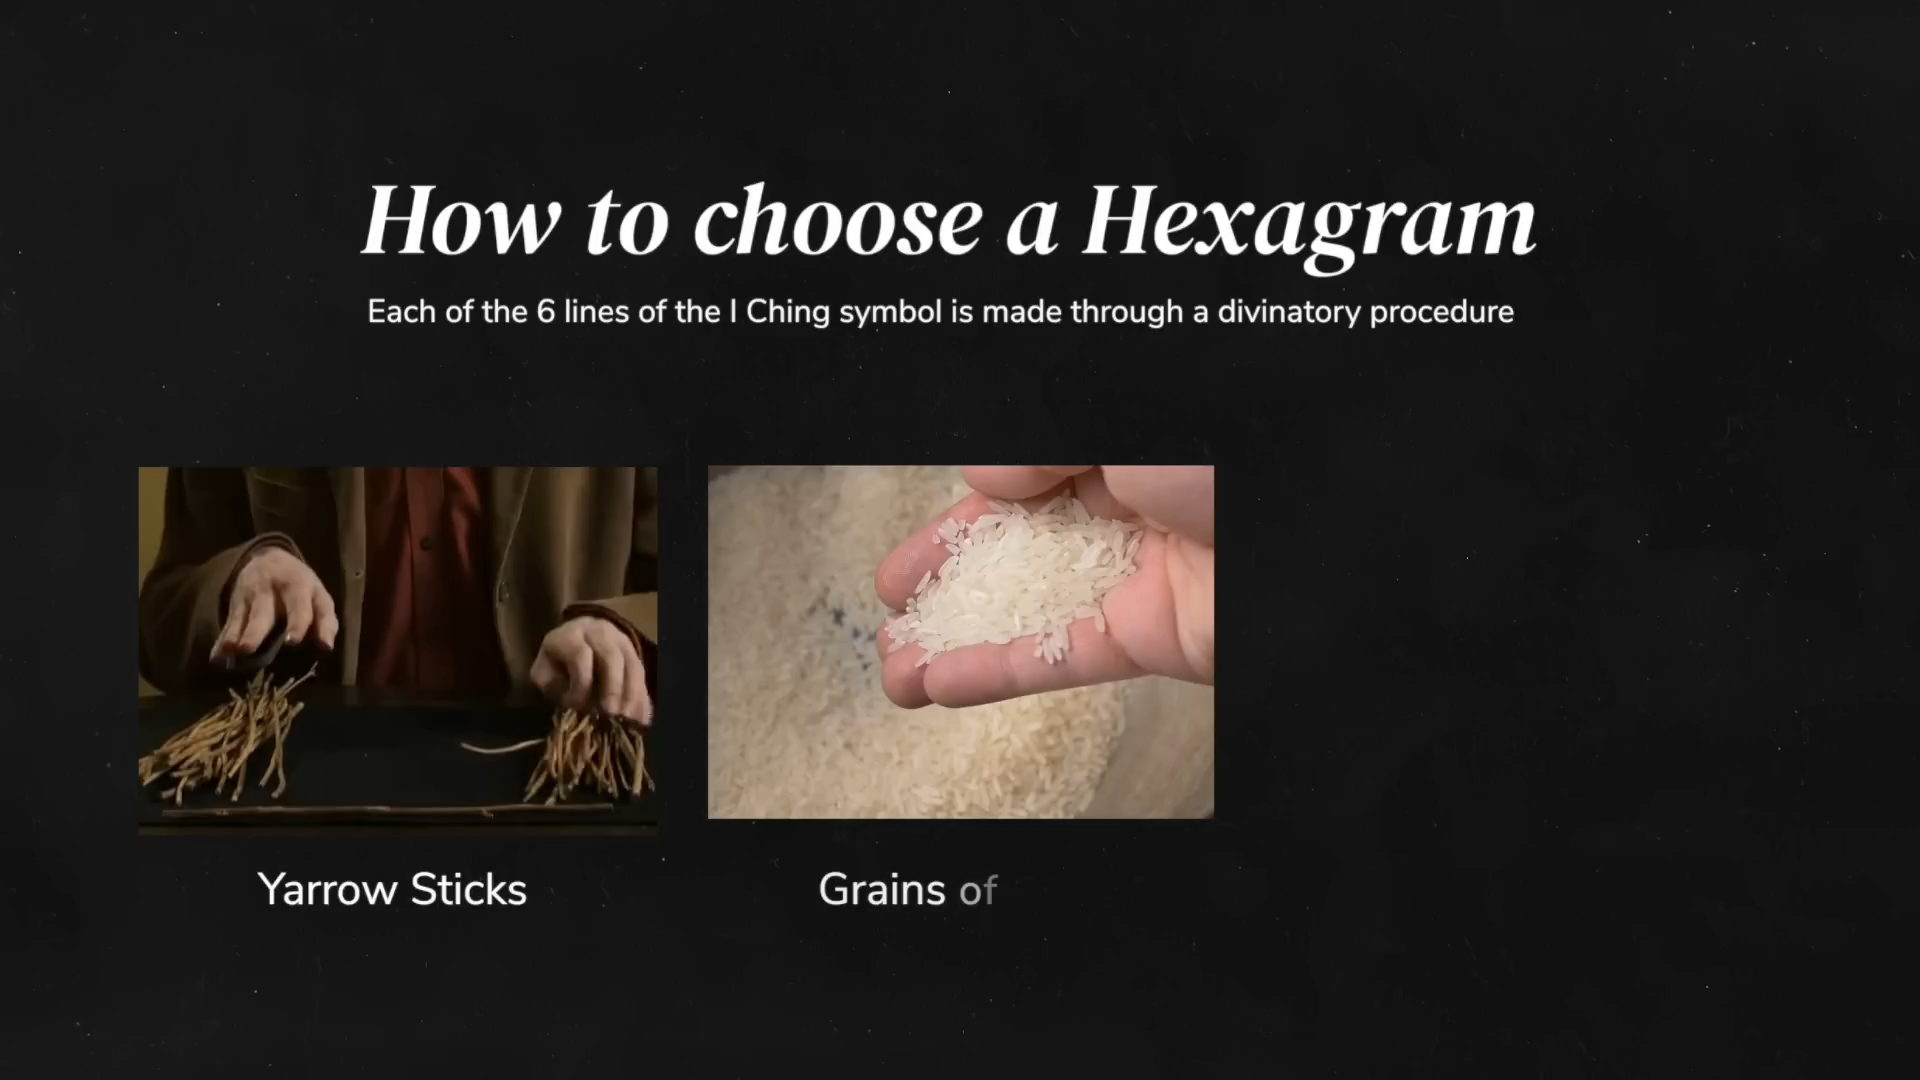 How to choose a Hexagram
Each of the 6 lines of the I Ching symbol is made through a divinatory procedure
Yarrow Sticks
Grains of